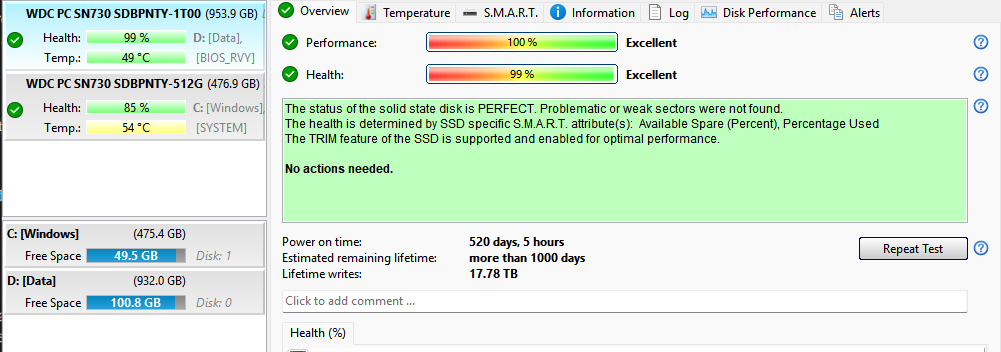 WDC PC SN730 SDBPNTY-1T00 (953.9 GB)
Health: 99 % D: [Data],
Temp.: 49 °C [BIOS_RVY]
WDC PC SN730 SDBPNTY-512G (476.9 GB)
Health: 85 % C: [Windows],
Temp.: 54 °C [SYSTEM]
C: [Windows] (475.4 GB)
Free Space 49.5 GB Disk: 1
D: [Data] (932.0 GB)
Free Space 100.8 GB Disk: 0
Overview Temperature S.M.A.R.T. Information Log Disk Performance Alerts
Performance: 100 % Excellent
Health: 99 % Excellent
The status of the solid state disk is PERFECT. Problematic or weak sectors were not found.
The health is determined by SSD specific S.M.A.R.T. attribute(s): Available Spare (Percent), Percentage Used
The TRIM feature of the SSD is supported and enabled for optimal performance.
No actions needed.
Power on time: 520 days, 5 hours
Estimated remaining lifetime: more than 1000 days
Lifetime writes: 17.78 TB
Repeat Test
Click to add comment ...
Health (%)